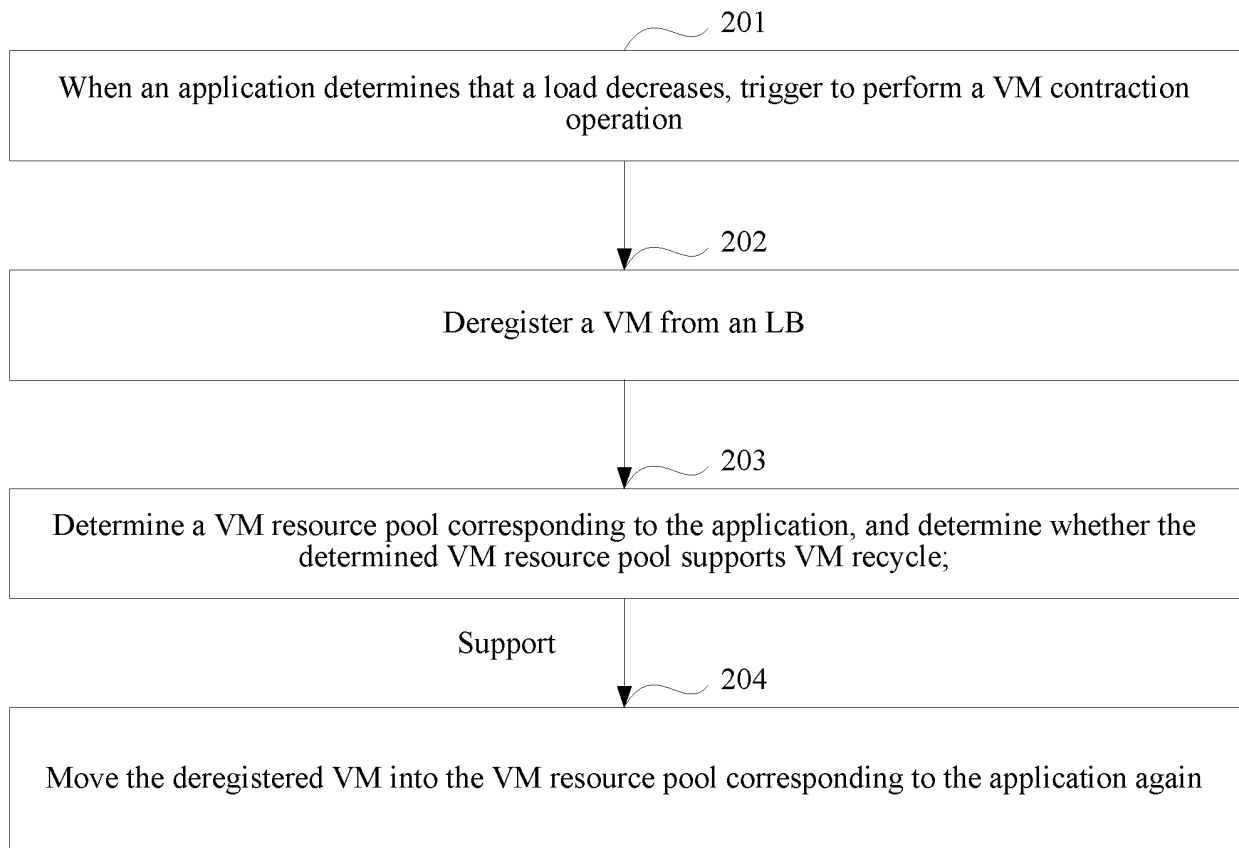 201
When an application determines that a load decreases, trigger to perform a VM contraction
operation
202
Deregister a VM from an LB
203
Determine a VM resource pool corresponding to the application, and determine whether the
determined VM resource pool supports VM recycle;
Support
204
Move the deregistered VM into the VM resource pool corresponding to the application again